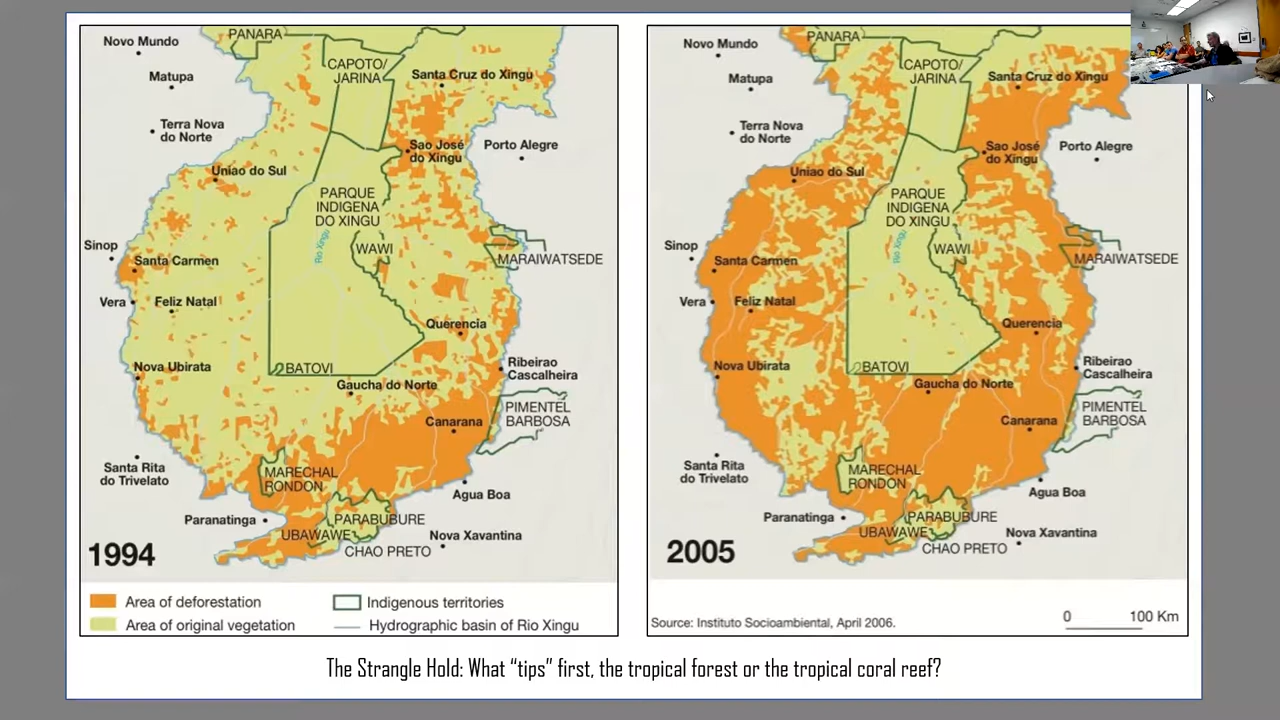 PANARA
Novo Mundo
CAPOTO/
JARINA
Santa Cruz do Xingu
Matupa
Terra Nova
do Norte
Sao José
do Xingu
Porto Alegre
Uniao do Sul
PARQUE
INDIGENA
DO XINGU
Rio Xingu
Sinop
WAWI
MARAIWATSEDE
Santa Carmen
Vera
Feliz Natal
Querencia
Nova Ubirata
BATOVI
Ribeirao
Cascalheira
Gaucha do Norte
PIMENTEL
BARBOSA
Canarana
Santa Rita
do Trivelato
MARECHAL
RONDON
Agua Boa
Paranatinga
PARABUBURE
UBAWAWE
Nova Xavantina
CHAO PRETO
1994
Area of deforestation
Indigenous territories
Area of original vegetation
Hydrographic basin of Rio Xingu
PANARA
Novo Mundo
CAPOTO/
JARINA
Santa Cruz do Xingu
Matupa
Terra Nova
do Norte
Sao José
do Xingu
Porto Alegre
Uniao do Sul
PARQUE
INDIGENA
DO XINGU
Rio Xingu
Sinop
WAWI
MARAIWATSEDE
Santa Carmen
Vera
Feliz Natal
Querencia
Nova Ubirata
BATOVI
Ribeirao
Cascalheira
Gaucha do Norte
PIMENTEL
BARBOSA
Canarana
Santa Rita
do Trivelato
MARECHAL
RONDON
Agua Boa
Paranatinga
PARABUBURE
UBAWAWE
Nova Xavantina
CHAO PRETO
2005
Source: Instituto Socioambiental, April 2006.
0 100 Km
The Strangle Hold: What “tips” first, the tropical forest or the tropical coral reef?